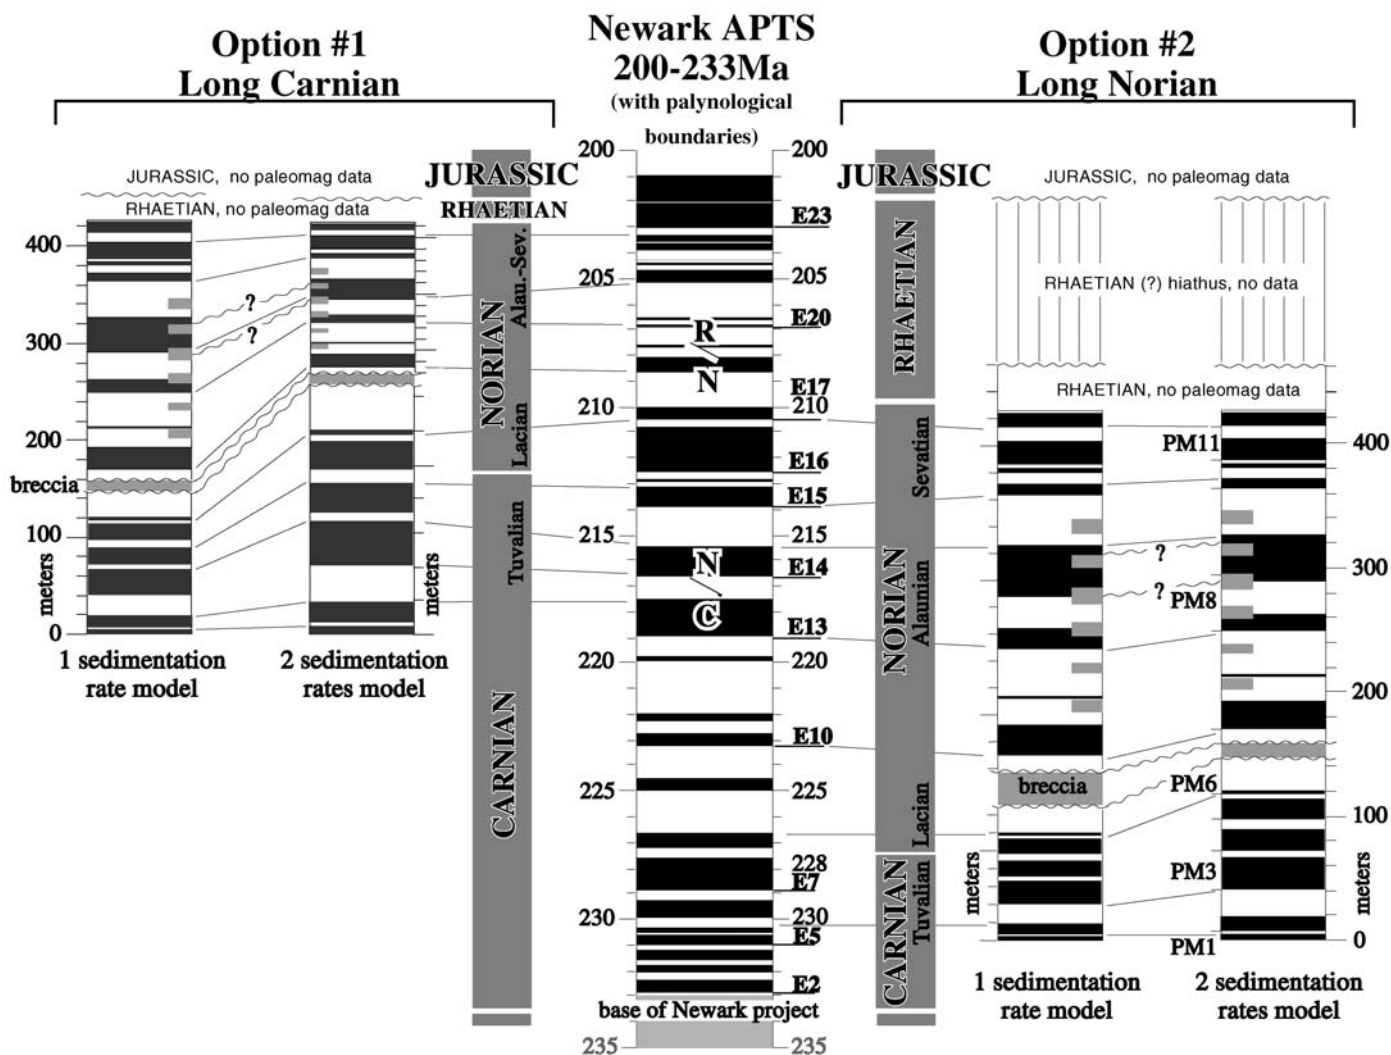 Option #1
Long Carnian
Newark APTS
200-233Ma
(with palynological
boundaries)
Option #2
Long Norian
JURASSIC, no paleomag data
RHAETIAN, no paleomag data
400
300
200
breccia
100
0
meters
meters
1 sedimentation
rate model
2 sedimentation
rates model
?
?
JURASSIC
RHAETIAN
NORIAN
Alau.-Sev.
Lacian
CARNIAN
Tuvalian
200
205
210
215
220
225
230
235
R
N
N
C
200
E23
205
E20
E17
210
E16
E15
215
E14
E13
220
E10
225
228
E7
230
E5
E2
base of Newark project
235
JURASSIC
RHAETIAN
NORIAN
Sevatian
Alaunian
Lacian
CARNIAN
Tuvalian
JURASSIC, no paleomag data
RHAETIAN (?) hiathus, no data
RHAETIAN, no paleomag data
PM11
?
?
PM8
breccia
PM6
PM3
PM1
meters
400
300
200
100
0
meters
1 sedimentation
rate model
2 sedimentation
rates model